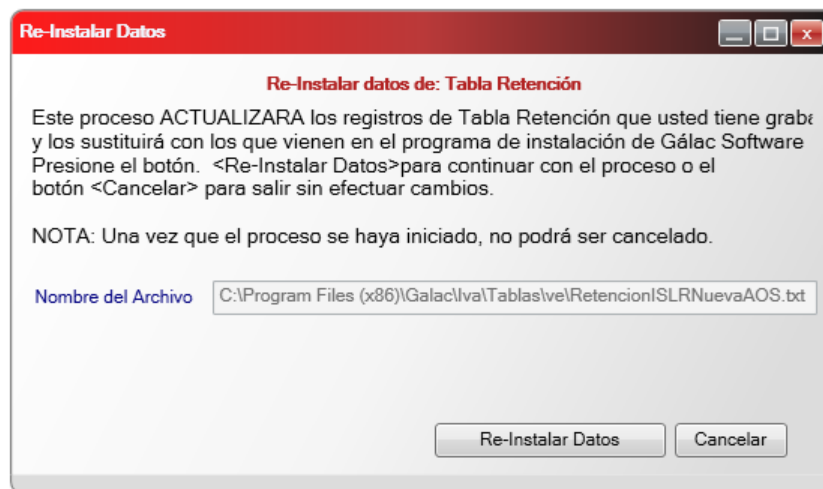 Re-Instalar Datos
Re-Instalar datos de: Tabla Retención
Este proceso ACTUALIZARA los registros de Tabla Retención que usted tiene graba
y los sustituirá con los que vienen en el programa de instalación de Gálac Software
Presione el botón. <Re-Instalar Datos>para continuar con el proceso o el
botón <Cancelar> para salir sin efectuar cambios.
NOTA: Una vez que el proceso se haya iniciado, no podrá ser cancelado.
Nombre del Archivo C:\Program Files (x86)\Galac\Iva\Tablas\ve\RetencionISLRNuevaAOS.txt
Re-Instalar Datos Cancelar